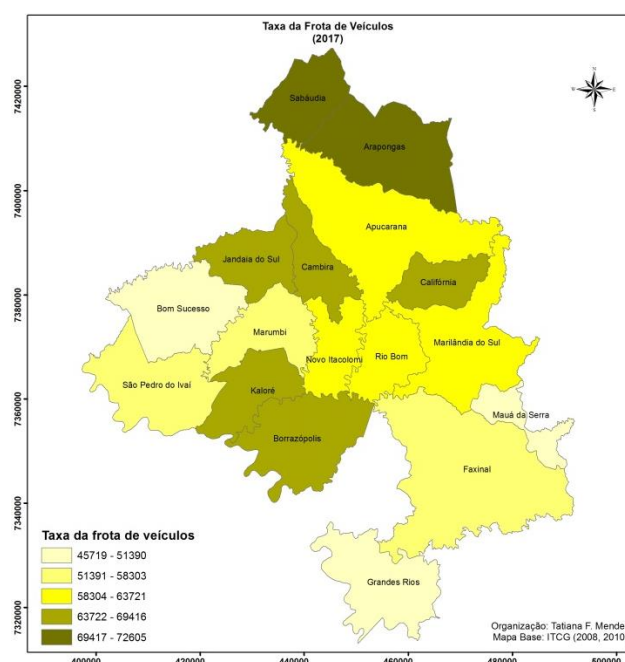 Taxa da Frota de Veículos
(2017)
N
Sabáudia
Arapongas
Apucarana
Jandaia do Sul
Cambira
Califórnia
Bom Sucesso
Marumbi
Novo Itacolomi
Rio Bom
Marilândia do Sul
São Pedro do Ivaí
Kaloré
Mauá da Serra
Borrazópolis
Faxinal
Grandes Rios
Taxa da frota de veículos
45719 - 51390
51391 - 58303
58304 - 63721
63722 - 69416
69417 - 72605
Organização: Tatiana F. Mende
Mapa Base: ITCG (2008, 2010
7420000
7400000
7380000
7360000
7340000
7320000
400000
420000
440000
460000
480000
500000